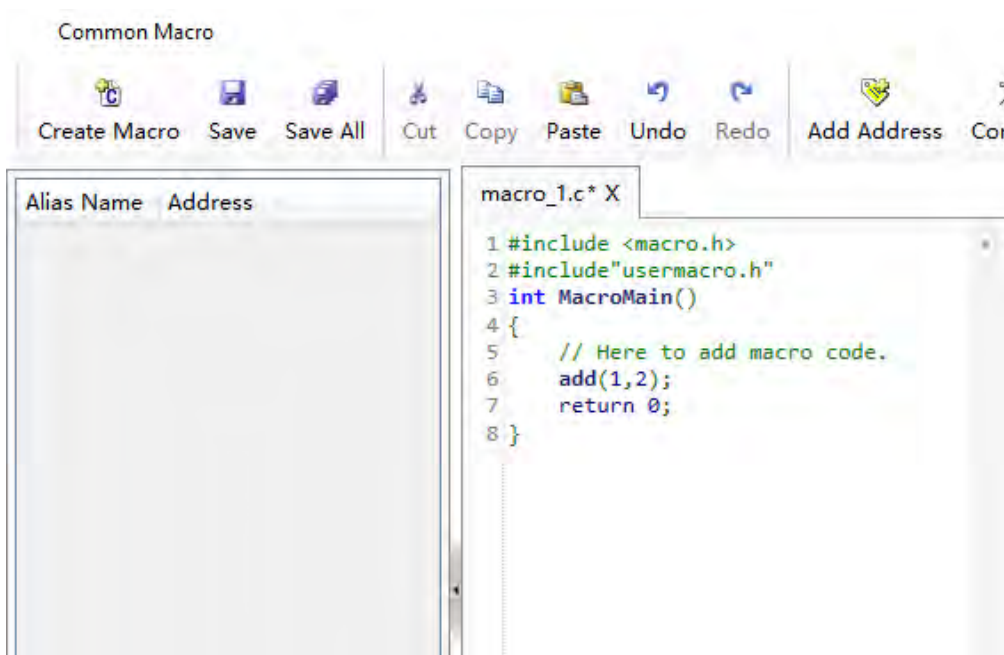 Common Macro
Create Macro Save Save All Cut Copy Paste Undo Redo Add Address
Alias Name Address
macro_1.c* X
1 #include <macro.h>
2 #include"usermacro.h"
3 int MacroMain()
4 {
5 // Here to add macro code.
6 add(1,2);
7 return 0;
8 }